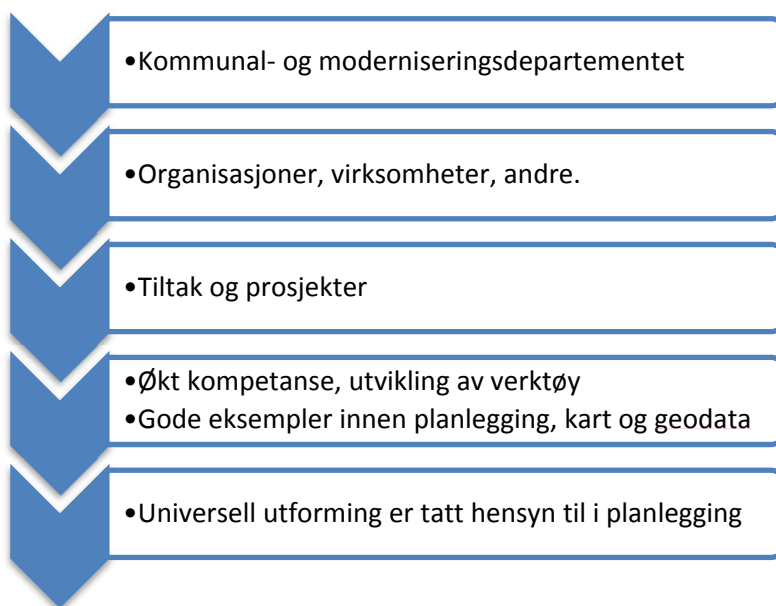 •Kommunal- og moderniseringsdepartementet
•Organisasjoner, virksomheter, andre.
•Tiltak og prosjekter
•Økt kompetanse, utvikling av verktøy
•Gode eksempler innen planlegging, kart og geodata
•Universell utforming er tatt hensyn til i planlegging